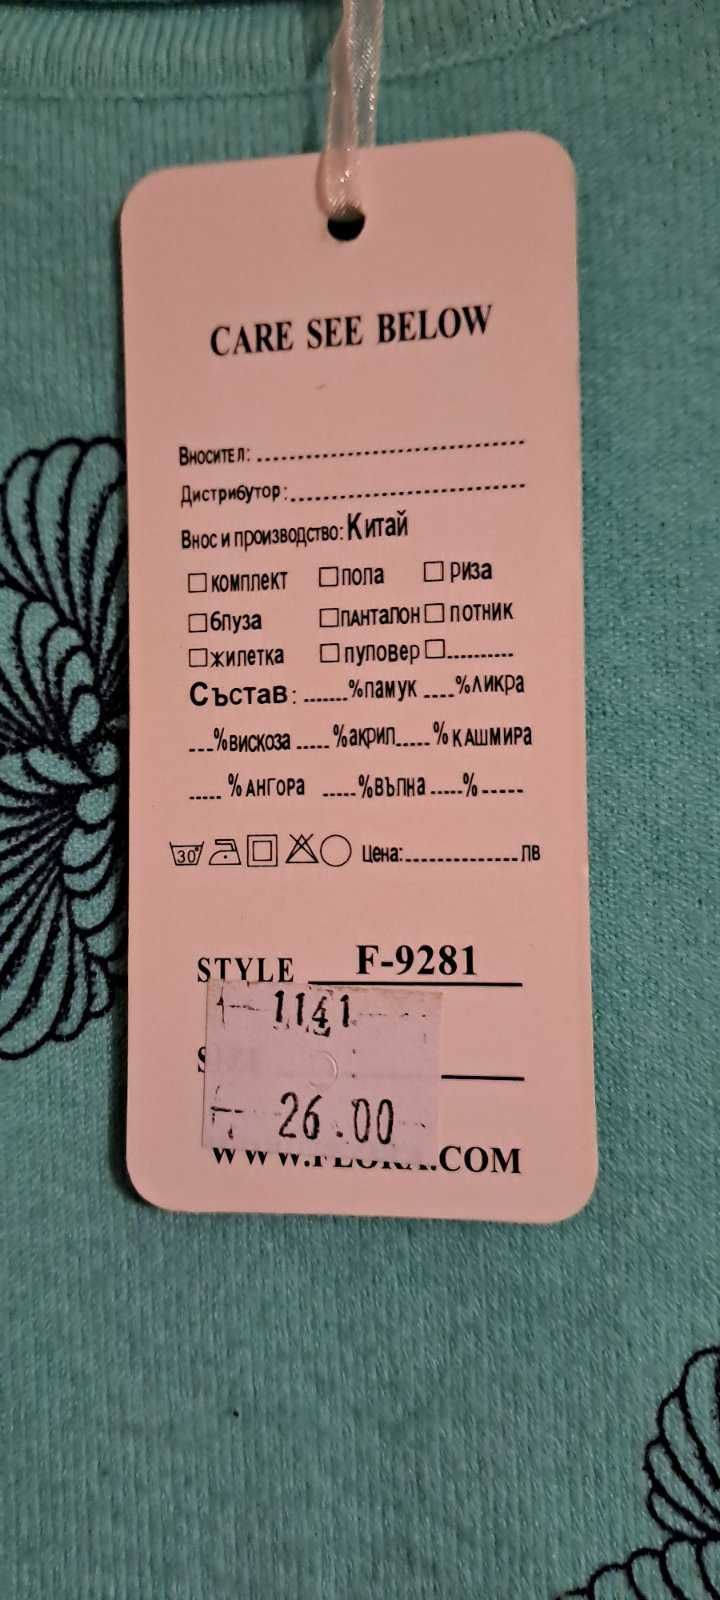 CARE SEE BELOW
Вносител:
Дистрибутор:
Внос и производство: Китай
комплект пола риза
блуза панталон потник
жилетка пуловер
Състав: %памук %ликра
%вискоза %акрил %кашмира
%ангора %вълна %
30° Цена: лв
STYLE F-9281
1141
26.00
.COM